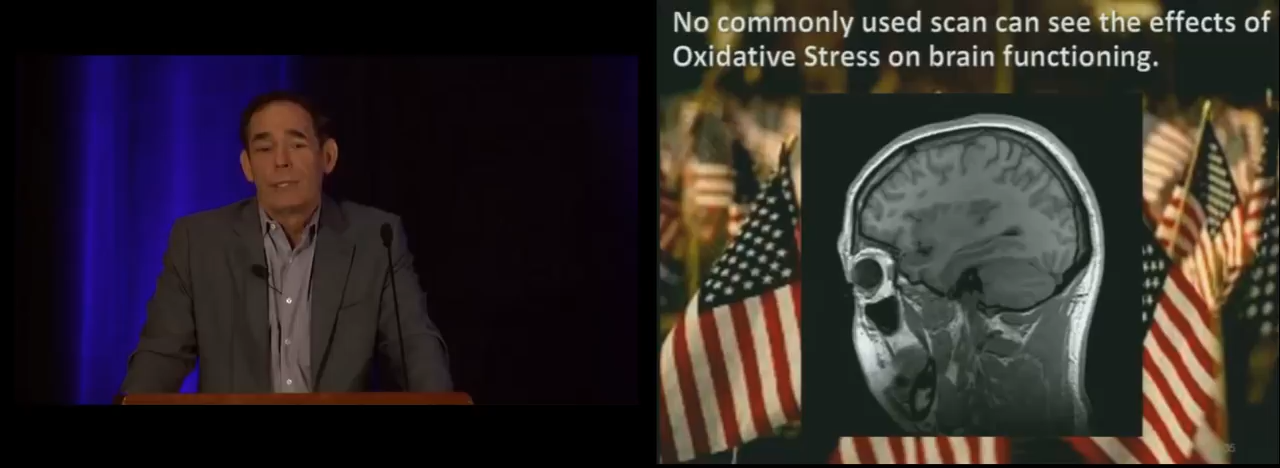 No commonly used scan can see the effects of
Oxidative Stress on brain functioning.